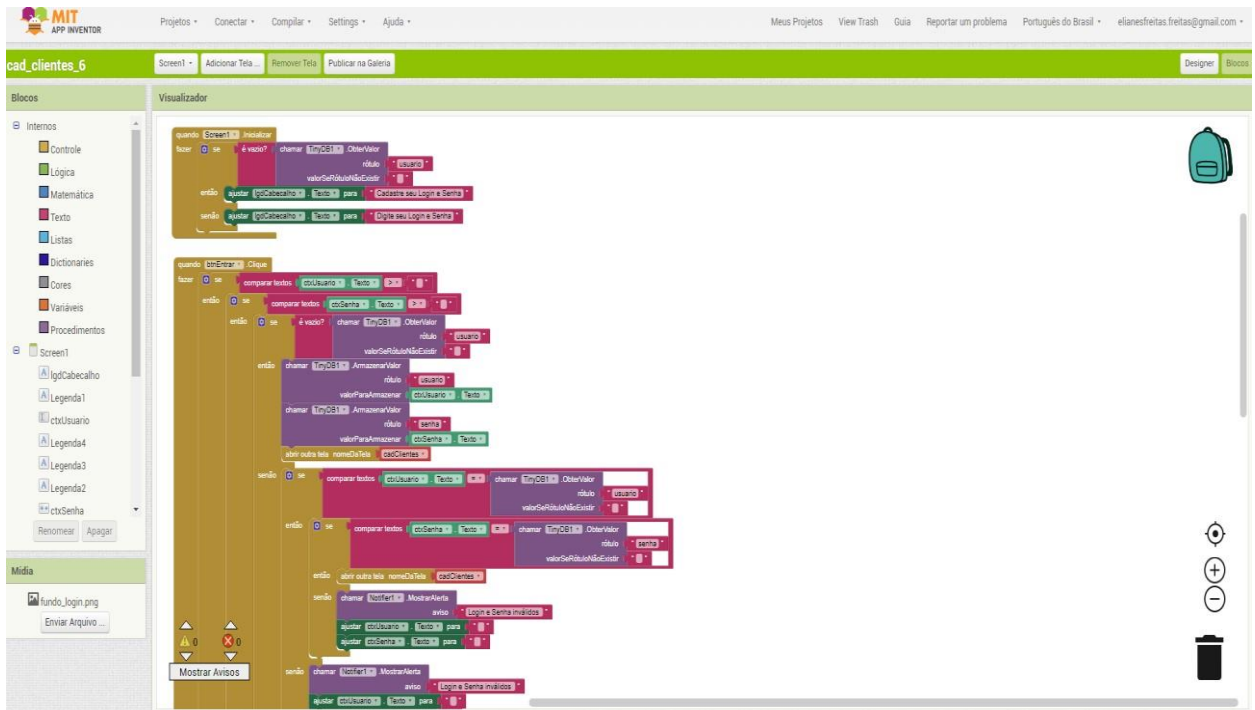 MIT
APP INVENTOR
Projetos Conectar Compilar Settings Ajuda
Meus Projetos View Trash Guia Reportar um problema Português do Brasil elianesfreitas.freitas@gmail.com
cad_clientes_6
Screen1 Adicionar Tela ... Remover Tela Publicar na Galeria
Designer Blocos
Blocos
Visualizador
Internos
Controle
Lógica
Matemática
Texto
Listas
Dictionaries
Cores
Variáveis
Procedimentos
Screen1
lgdCabecalho
Legenda1
ctxUsuario
Legenda4
Legenda3
Legenda2
ctxSenha
Renomear Apagar
Mídia
fundo_login.png
Enviar Arquivo ...
quando Screen1 .Inicializar
fazer se é vazio? chamar TinyDB1 .ObterValor
rótulo " usuario "
valorSeRótuloNãoExistir " "
então ajustar lgdCabecalho . Texto para " Cadastre seu Login e Senha "
senão ajustar lgdCabecalho . Texto para " Digite seu Login e Senha "
quando btnEntrar .Clique
fazer se comparar textos ctxUsuario . Texto > " "
então se comparar textos ctxSenha . Texto > " "
então se é vazio? chamar TinyDB1 .ObterValor
rótulo " usuario "
valorSeRótuloNãoExistir " "
então chamar TinyDB1 .ArmazenarValor
rótulo " usuario "
valorParaArmazenar ctxUsuario . Texto
chamar TinyDB1 .ArmazenarValor
rótulo " senha "
valorParaArmazenar ctxSenha . Texto
abrir outra tela nomeDaTela cadClientes
senão se comparar textos ctxUsuario . Texto = chamar TinyDB1 .ObterValor
rótulo " usuario "
valorSeRótuloNãoExistir " "
então se comparar textos ctxSenha . Texto = chamar TinyDB1 .ObterValor
rótulo " senha "
valorSeRótuloNãoExistir " "
então abrir outra tela nomeDaTela cadClientes
senão chamar Notifier1 .MostrarAlerta
aviso " Login e Senha inválidos "
ajustar ctxUsuario . Texto para " "
ajustar ctxSenha . Texto para " "
senão chamar Notifier1 .MostrarAlerta
aviso " Login e Senha inválidos "
ajustar ctxUsuario . Texto para " "
0 0
Mostrar Avisos